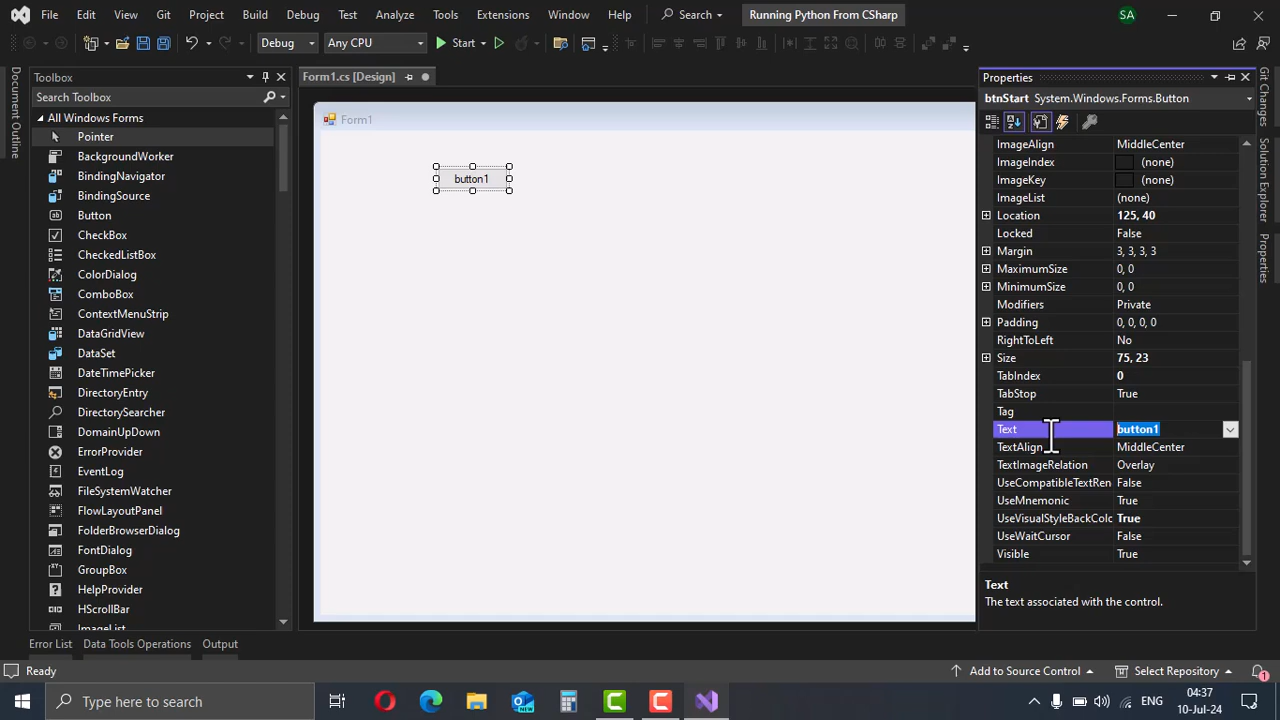 File Edit View Git Project Build Debug Test Analyze Tools Extensions Window Help Search Running Python From CSharp SA
Debug Any CPU Start
Document Outline
Toolbox
Search Toolbox
All Windows Forms
Pointer
BackgroundWorker
BindingNavigator
BindingSource
Button
CheckBox
CheckedListBox
ColorDialog
ComboBox
ContextMenuStrip
DataGridView
DataSet
DateTimePicker
DirectoryEntry
DirectorySearcher
DomainUpDown
ErrorProvider
EventLog
FileSystemWatcher
FlowLayoutPanel
FolderBrowserDialog
FontDialog
GroupBox
HelpProvider
HScrollBar
ImageList
Form1.cs [Design]
Form1
button1
Properties
btnStart System.Windows.Forms.Button
ImageAlign MiddleCenter
ImageIndex (none)
ImageKey (none)
ImageList (none)
Location 125, 40
Locked False
Margin 3, 3, 3, 3
MaximumSize 0, 0
MinimumSize 0, 0
Modifiers Private
Padding 0, 0, 0, 0
RightToLeft No
Size 75, 23
TabIndex 0
TabStop True
Tag
Text button1
TextAlign MiddleCenter
TextImageRelation Overlay
UseCompatibleTextRen False
UseMnemonic True
UseVisualStyleBackColo True
UseWaitCursor False
Visible True
Text
The text associated with the control.
Git Changes
Solution Explorer
Properties
Error List Data Tools Operations Output
Ready Add to Source Control Select Repository 1
Type here to search NEW ENG 04:37
10-Jul-24 1